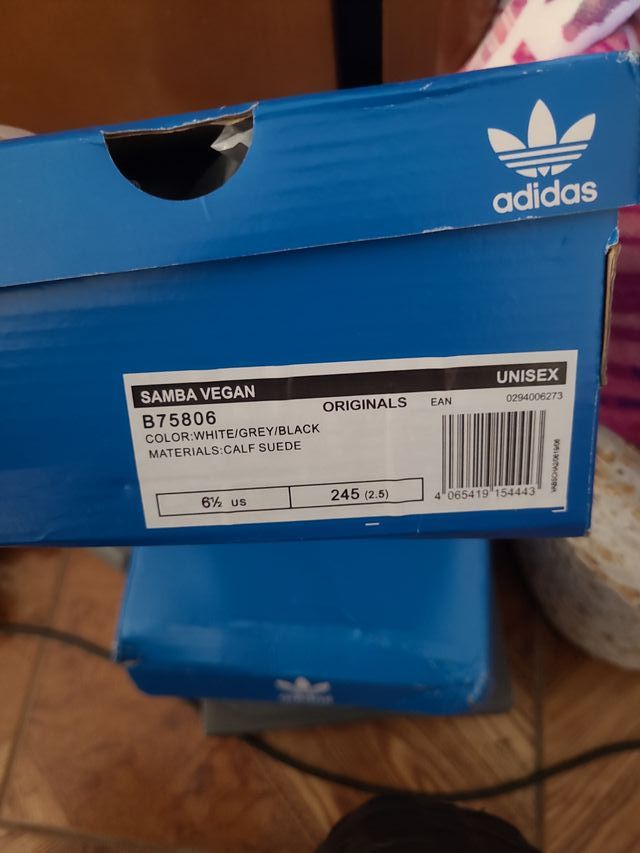 adidas
SAMBA VEGAN UNISEX
B75806 ORIGINALS EAN 0294006273
COLOR:WHITE/GREY/BLACK
MATERIALS:CALF SUEDE
6½ US 245 (2.5)
4 065419 154443